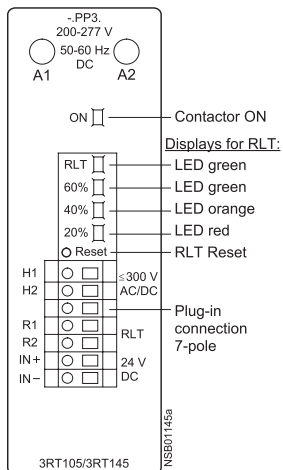 -.PP3.
200-277 V
50-60 Hz
DC
A1 A2
ON Contactor ON
Displays for RLT:
RLT LED green
60% LED green
40% LED orange
20% LED red
Reset RLT Reset
H1 ≤300 V
H2 AC/DC
Plug-in
connection
7-pole
R1 RLT
R2
IN+ 24 V
IN− DC
NSB01145a
3RT105/3RT145